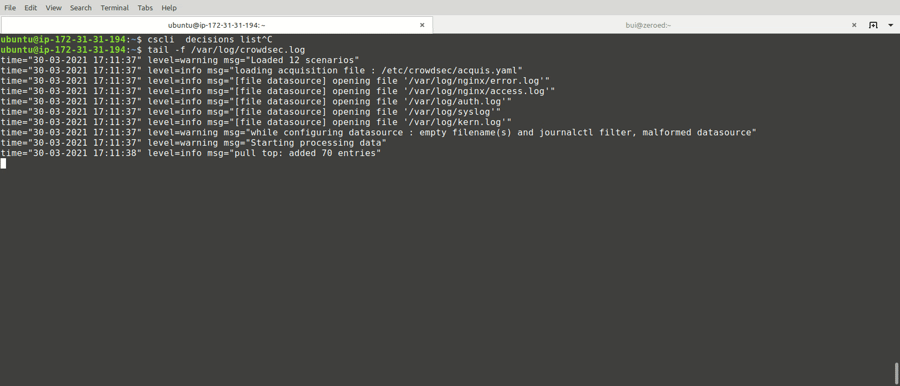 File Edit View Search Terminal Tabs Help
ubuntu@ip-172-31-31-194: ~ × bui@zeroed:~ ×
ubuntu@ip-172-31-31-194:~$ cscli  decisions list^C
ubuntu@ip-172-31-31-194:~$ tail -f /var/log/crowdsec.log
time="30-03-2021 17:11:37" level=warning msg="Loaded 12 scenarios"
time="30-03-2021 17:11:37" level=info msg="loading acquisition file : /etc/crowdsec/acquis.yaml"
time="30-03-2021 17:11:37" level=info msg="[file datasource] opening file '/var/log/nginx/error.log'"
time="30-03-2021 17:11:37" level=info msg="[file datasource] opening file '/var/log/nginx/access.log'"
time="30-03-2021 17:11:37" level=info msg="[file datasource] opening file '/var/log/auth.log'"
time="30-03-2021 17:11:37" level=info msg="[file datasource] opening file '/var/log/syslog'"
time="30-03-2021 17:11:37" level=info msg="[file datasource] opening file '/var/log/kern.log'"
time="30-03-2021 17:11:37" level=warning msg="while configuring datasource : empty filename(s) and journalctl filter, malformed datasource"
time="30-03-2021 17:11:37" level=warning msg="Starting processing data"
time="30-03-2021 17:11:38" level=info msg="pull top: added 70 entries"